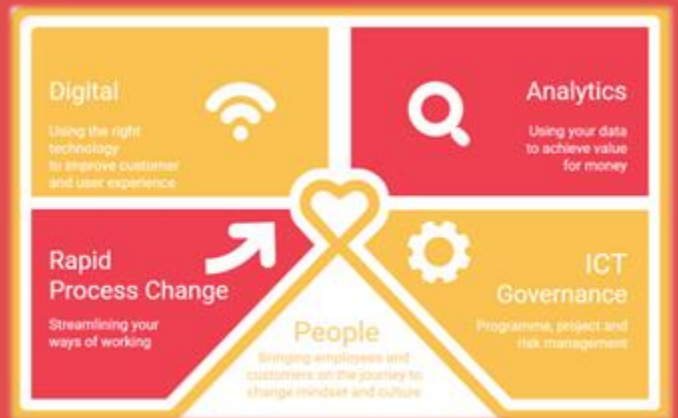 Digital
Using the right
technology
to improve customer
and user experience
Analytics
Using your data
to achieve value
for money
Rapid
Process Change
Streamlining your
ways of working
ICT
Governance
Programme, project and
risk management
People
Bringing employees and
customers on the journey to
change mindset and culture